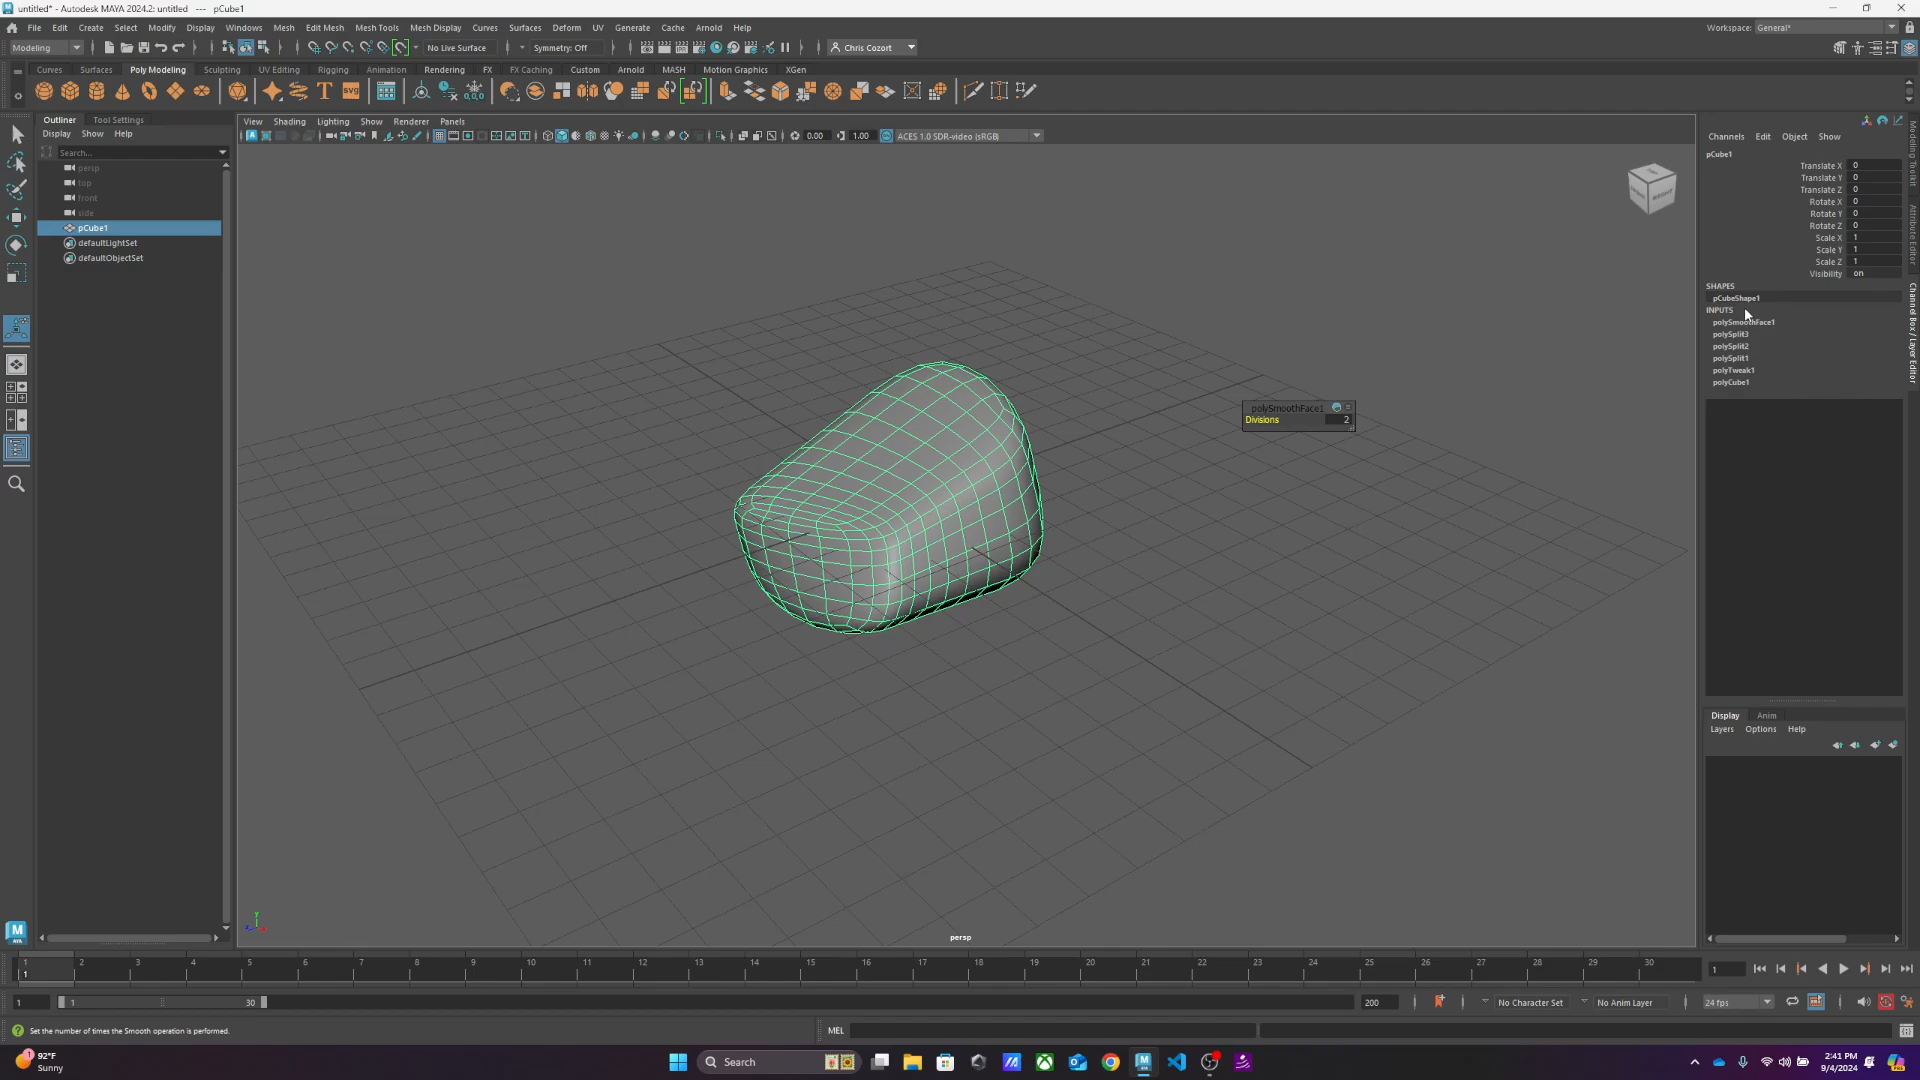 untitled* - Autodesk MAYA 2024.2: untitled --- pCube1
File Edit Create Select Modify Display Windows Mesh Edit Mesh Mesh Tools Mesh Display Curves Surfaces Deform UV Generate Cache Arnold Help
Workspace: General*
Modeling
No Live Surface
Symmetry: Off
Chris Cozort
Curves Surfaces Poly Modeling Sculpting UV Editing Rigging Animation Rendering FX FX Caching Custom Arnold MASH Motion Graphics XGen
Outliner Tool Settings
Display Show Help
Search...
persp
top
front
side
pCube1
defaultLightSet
defaultObjectSet
View Shading Lighting Show Renderer Panels
0.00
1.00
ACES 1.0 SDR-video (sRGB)
polySmoothFace1
Divisions 2
persp
Channels Edit Object Show
pCube1
Translate X 0
Translate Y 0
Translate Z 0
Rotate X 0
Rotate Y 0
Rotate Z 0
Scale X 1
Scale Y 1
Scale Z 1
Visibility on
SHAPES
pCubeShape1
INPUTS
polySmoothFace1
polySplit3
polySplit2
polySplit1
polyTweak1
polyCube1
Modeling Toolkit
Attribute Editor
Channel Box / Layer Editor
Display Anim
Layers Options Help
1 2 3 4 5 6 7 8 9 10 11 12 13 14 15 16 17 18 19 20 21 22 23 24 25 26 27 28 29 30
1
1
1
1
30
200
No Character Set
No Anim Layer
24 fps
Set the number of times the Smooth operation is performed.
MEL
92°F
Sunny
Search
2:41 PM
9/4/2024